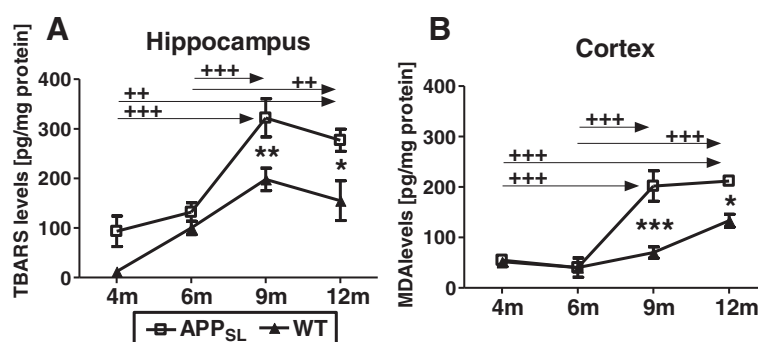 A
Hippocampus
TBARS levels [pg/mg protein]
400
300
200
100
0
+++
++
++
+++
**
*
4m
6m
9m
12m
APPSL
WT
B
Cortex
MDAlevels [pg/mg protein]
400
300
200
100
0
+++
+++
+++
+++
***
*
4m
6m
9m
12m